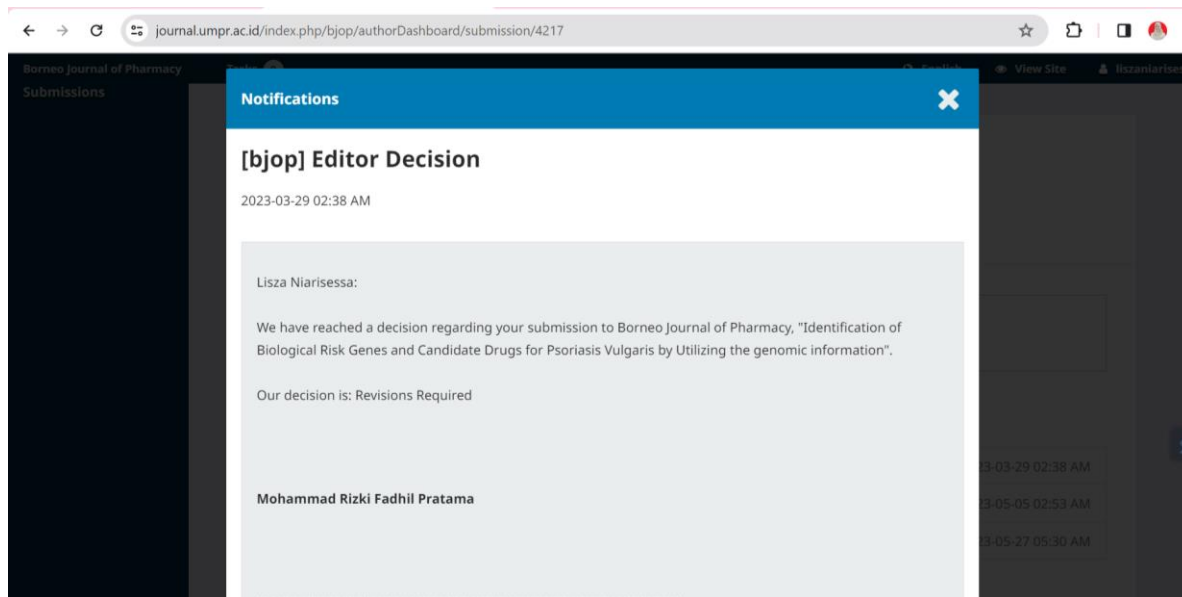 journal.umpr.ac.id/index.php/bjop/authorDashboard/submission/4217
Borneo Journal of Pharmacy
Tasks
English
View Site
liszaniarises
Submissions
Notifications
[bjop] Editor Decision
2023-03-29 02:38 AM
Lisza Niarisessa:
We have reached a decision regarding your submission to Borneo Journal of Pharmacy, "Identification of
Biological Risk Genes and Candidate Drugs for Psoriasis Vulgaris by Utilizing the genomic information".
Our decision is: Revisions Required
23-03-29 02:38 AM
Mohammad Rizki Fadhil Pratama
23-05-05 02:53 AM
23-05-27 05:30 AM